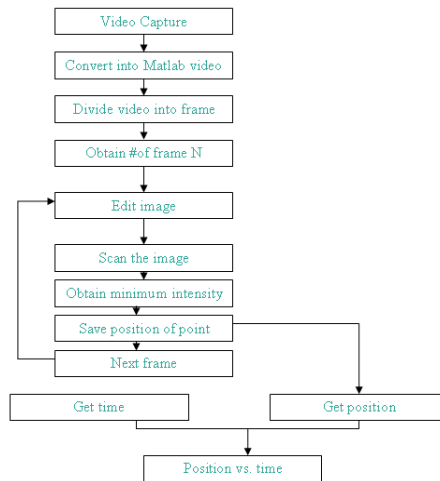 Video Capture
Convert into Matlab video
Divide video into frame
Obtain #of frame N
Edit image
Scan the image
Obtain minimum intensity
Save position of point
Next frame
Get time
Get position
Position vs. time